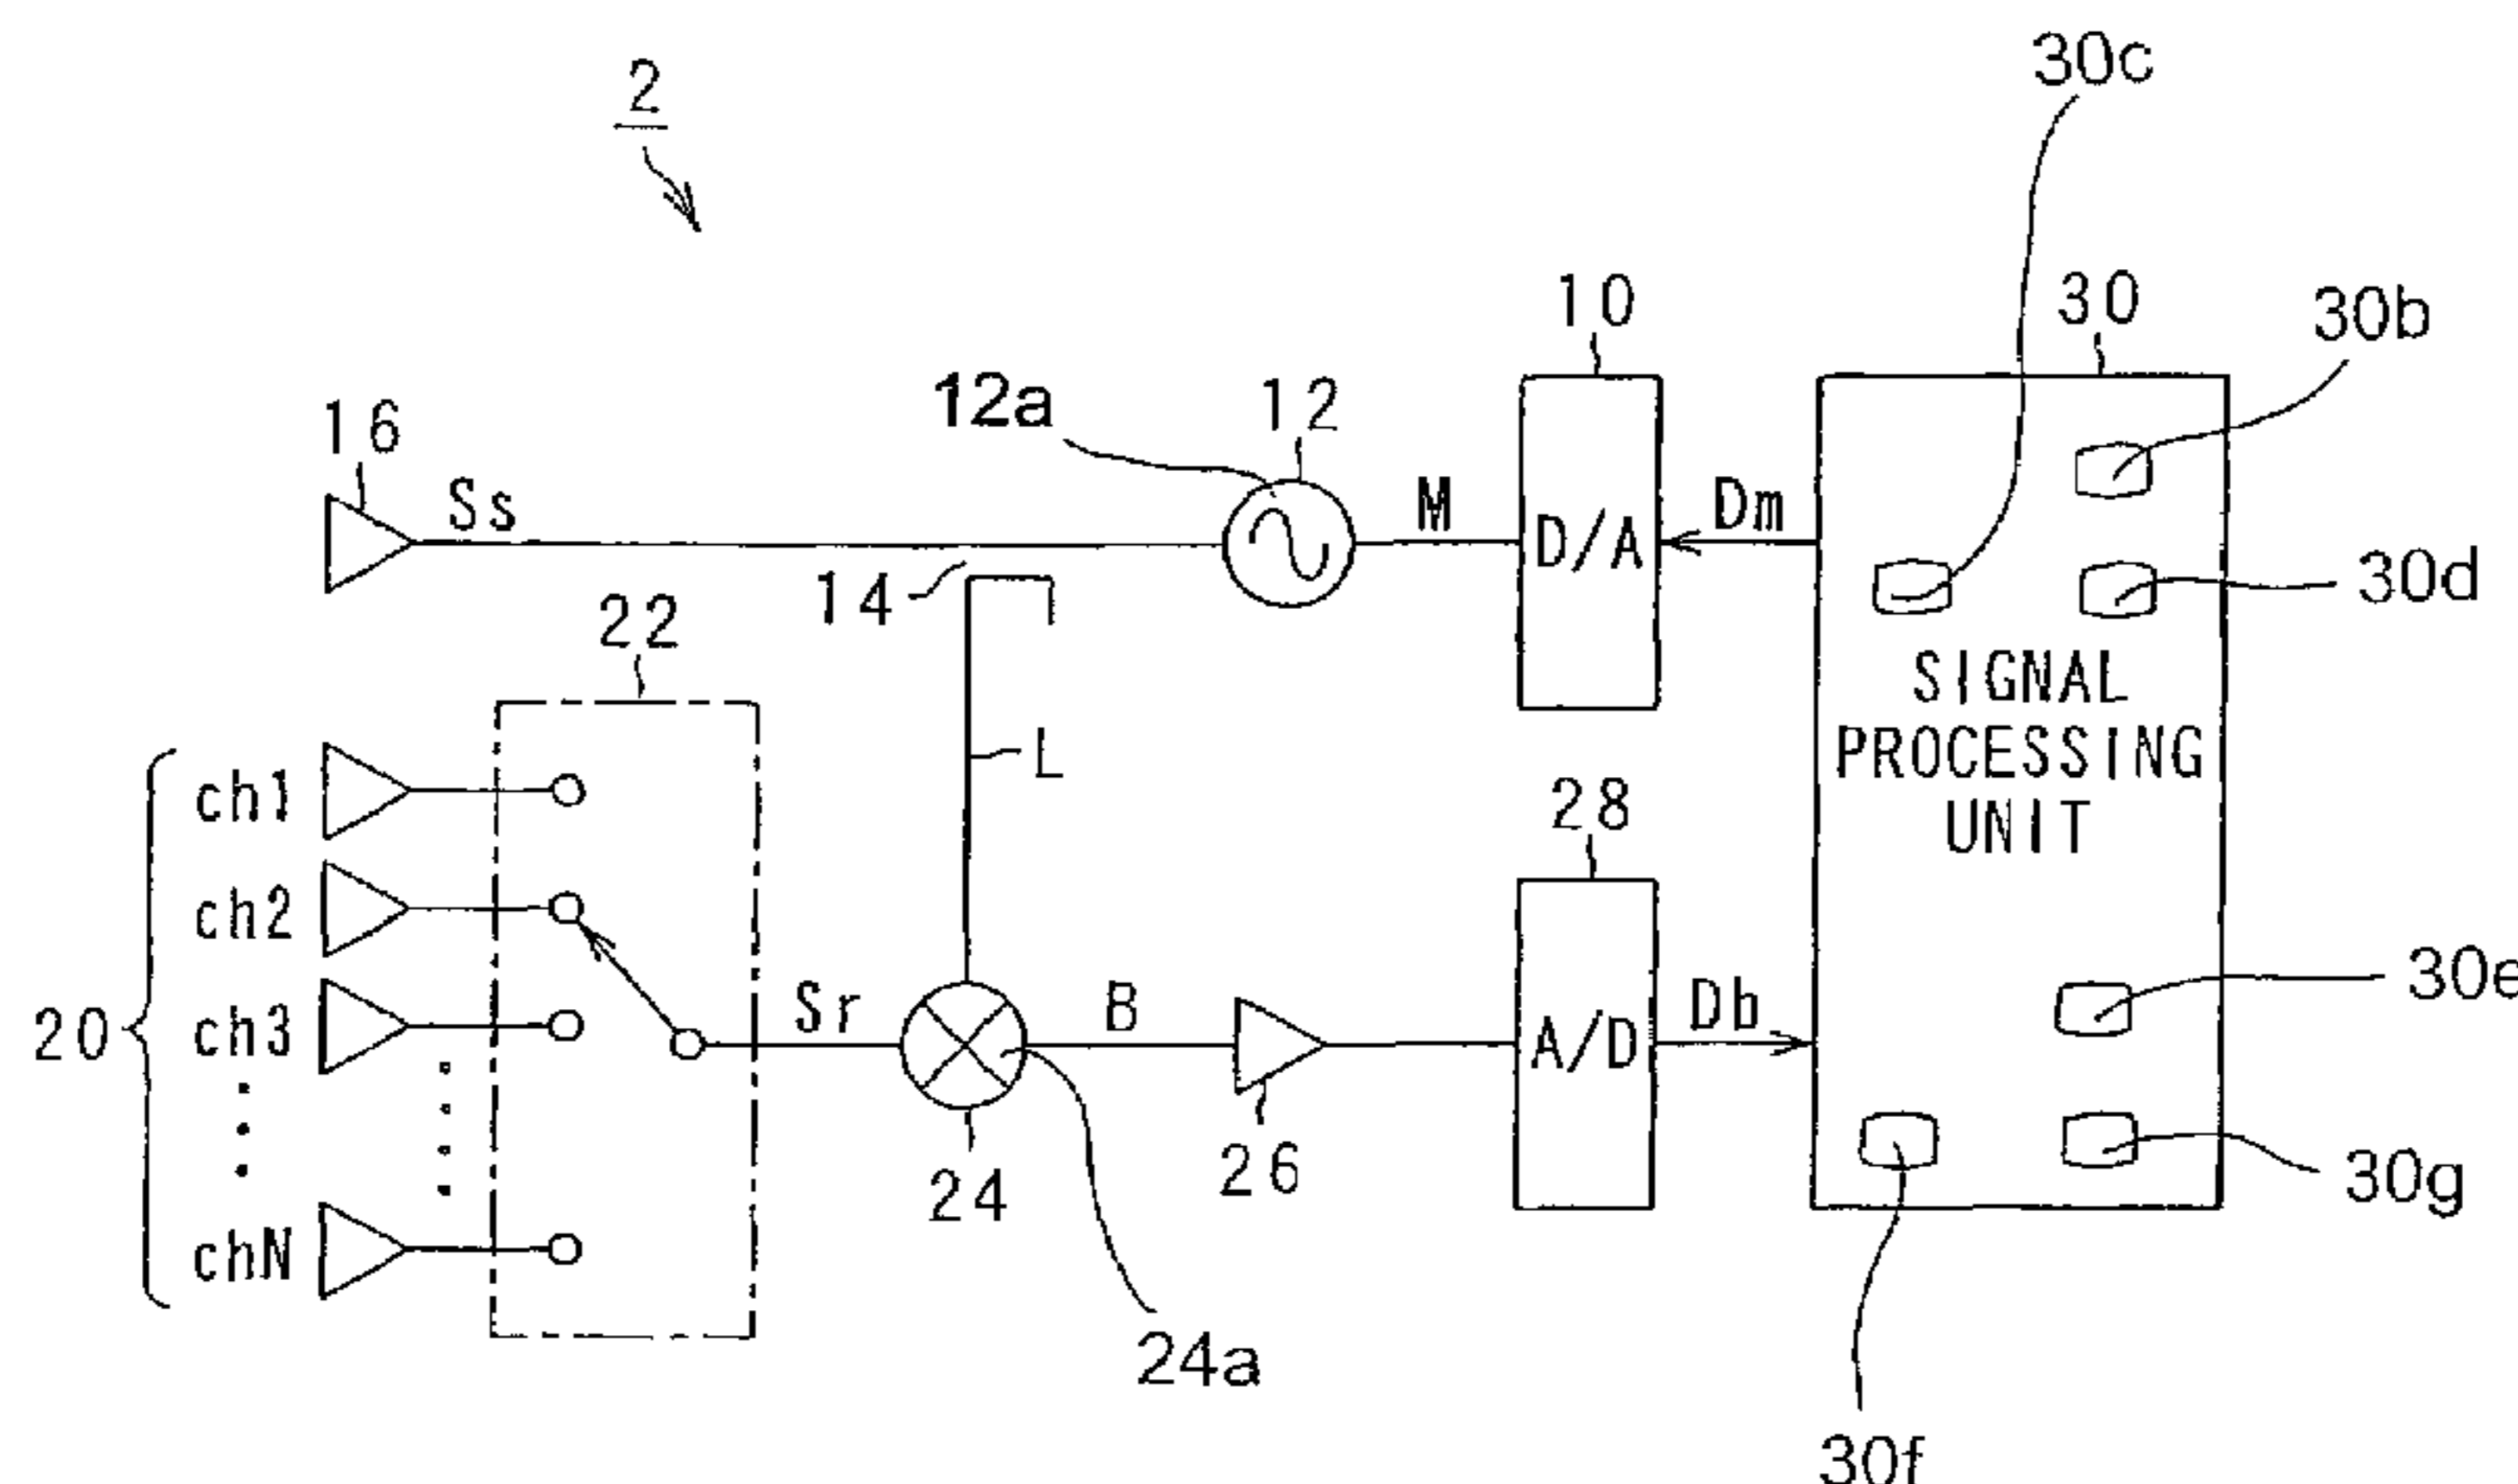 2
30c
10
30
30b
12a
12
16
Ss
M
D/A
Dm
14
30d
22
SIGNAL
PROCESSING
UNIT
L
28
ch1
ch2
20
ch3
Sr
B
A/D
Db
30e
26
24
30g
chN
24a
30f